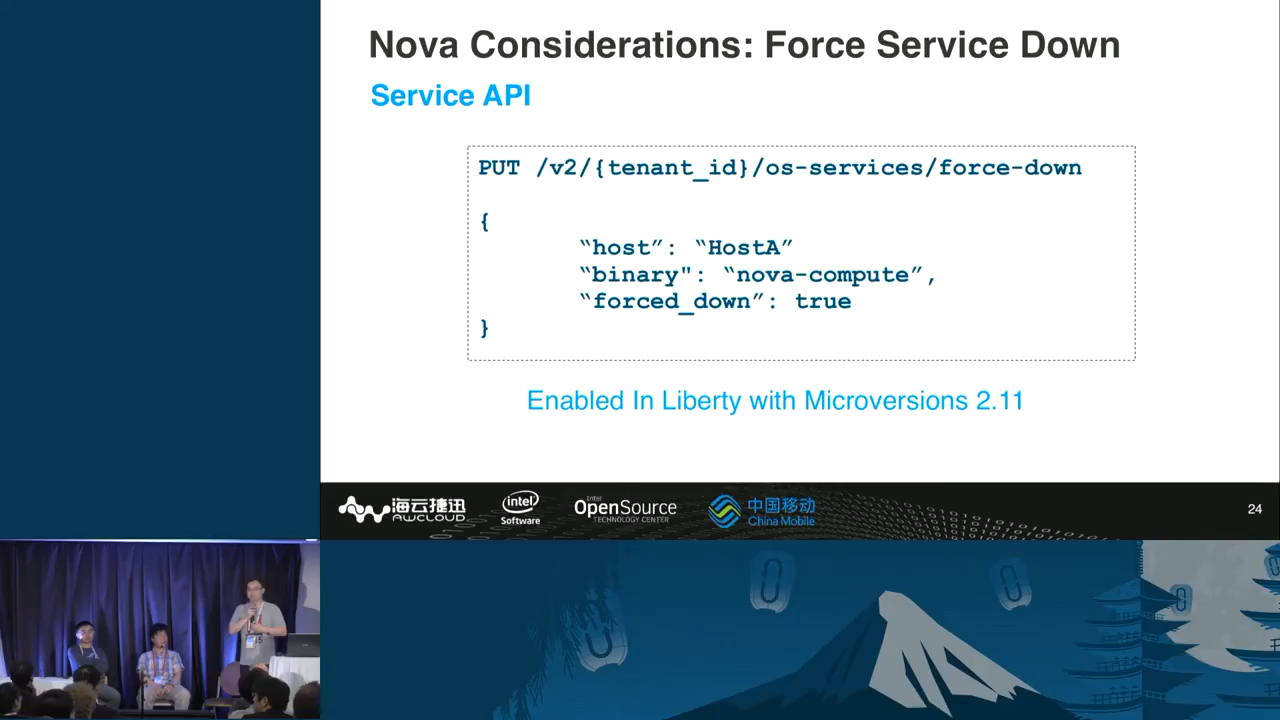 Nova Considerations: Force Service Down
Service API
PUT /v2/{tenant_id}/os-services/force-down
{
“host”: “HostA”
“binary": “nova-compute”,
“forced_down”: true
}
Enabled In Liberty with Microversions 2.11
海云捷迅
AWCLOUD
intel
Software
Intel
OpenSource
TECHNOLOGY CENTER
中国移动
China Mobile
24